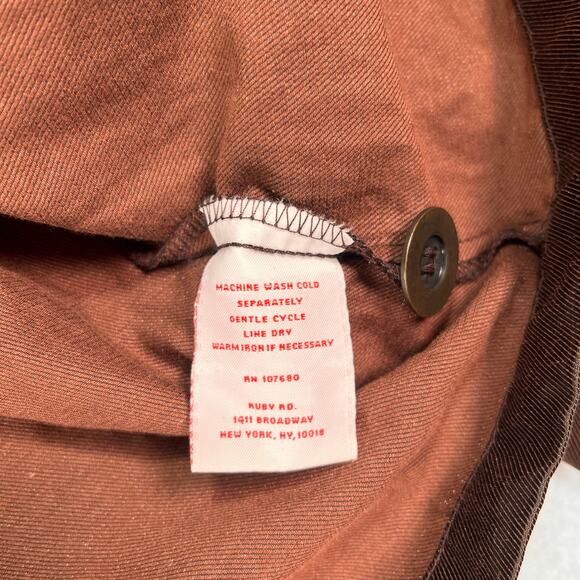 MACHINE WASH COLD
SEPARATELY
GENTLE CYCLE
LINE DRY
WARM IRON IF NECESSARY
RN 107680
RUBY RD.
1411 BROADWAY
NEW YORK, NY, 10018